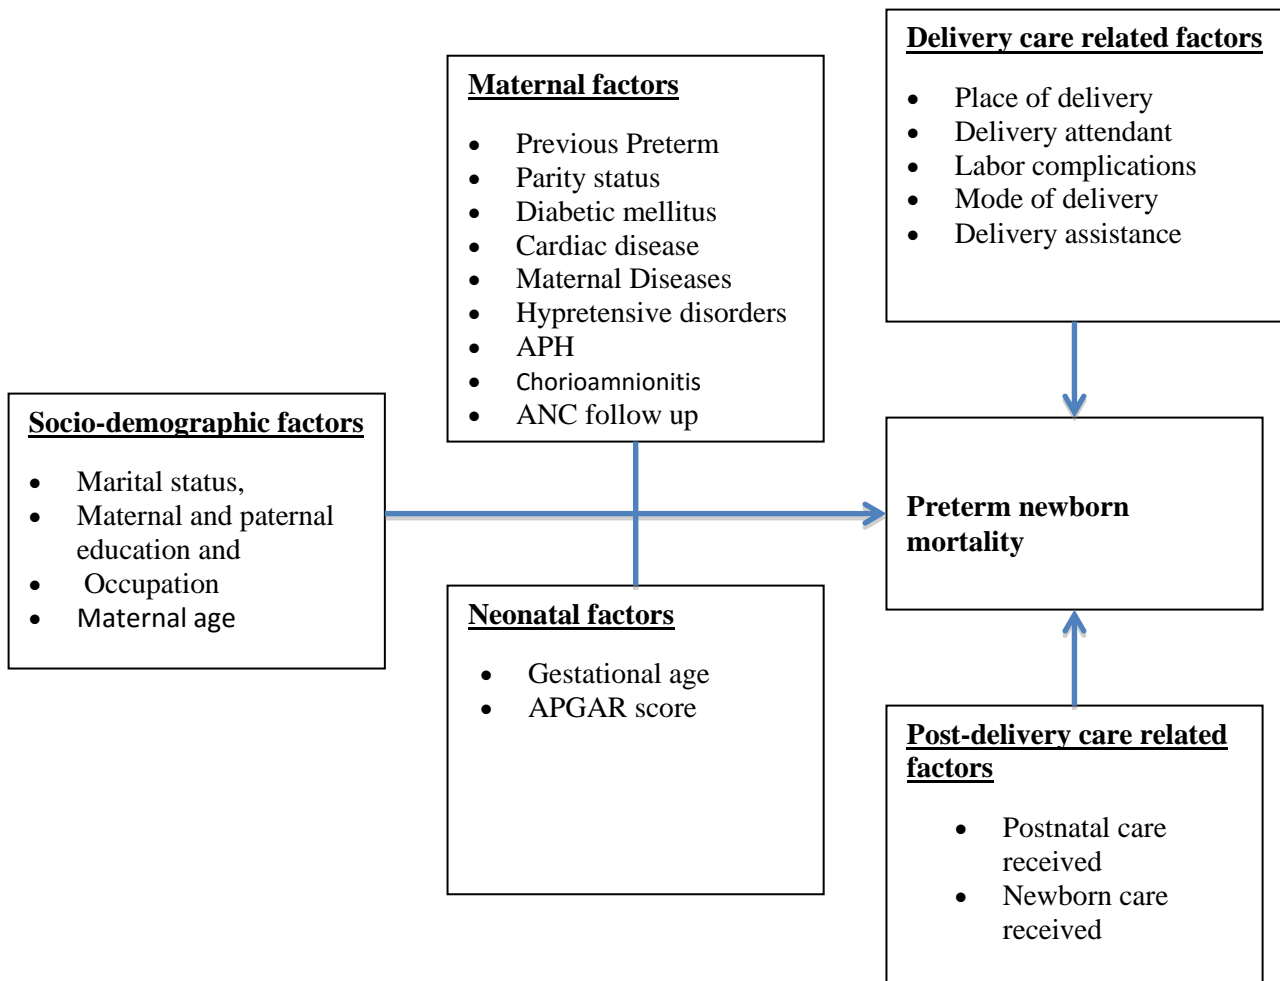 Delivery care related factors
• Place of delivery
• Delivery attendant
• Labor complications
• Mode of delivery
• Delivery assistance
Maternal factors
• Previous Preterm
• Parity status
• Diabetic mellitus
• Cardiac disease
• Maternal Diseases
• Hypretensive disorders
• APH
• Chorioamnionitis
• ANC follow up
Socio-demographic factors
• Marital status,
• Maternal and paternal
education and
• Occupation
• Maternal age
Preterm newborn
mortality
Neonatal factors
• Gestational age
• APGAR score
Post-delivery care related
factors
• Postnatal care
received
• Newborn care
received